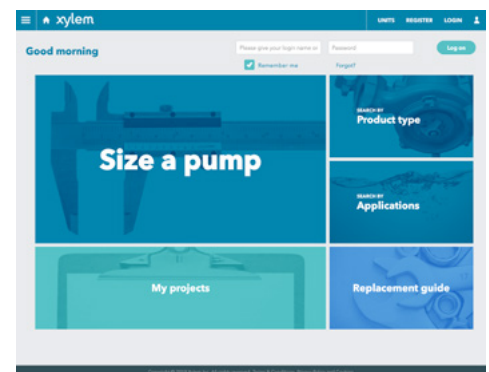 xylem
UNITS REGISTER LOGIN
Good morning
Please give your login name or
Password
Log on
Remember me
Forgot?
Size a pump
SEARCH BY
Product type
SEARCH BY
Applications
My projects
Replacement guide